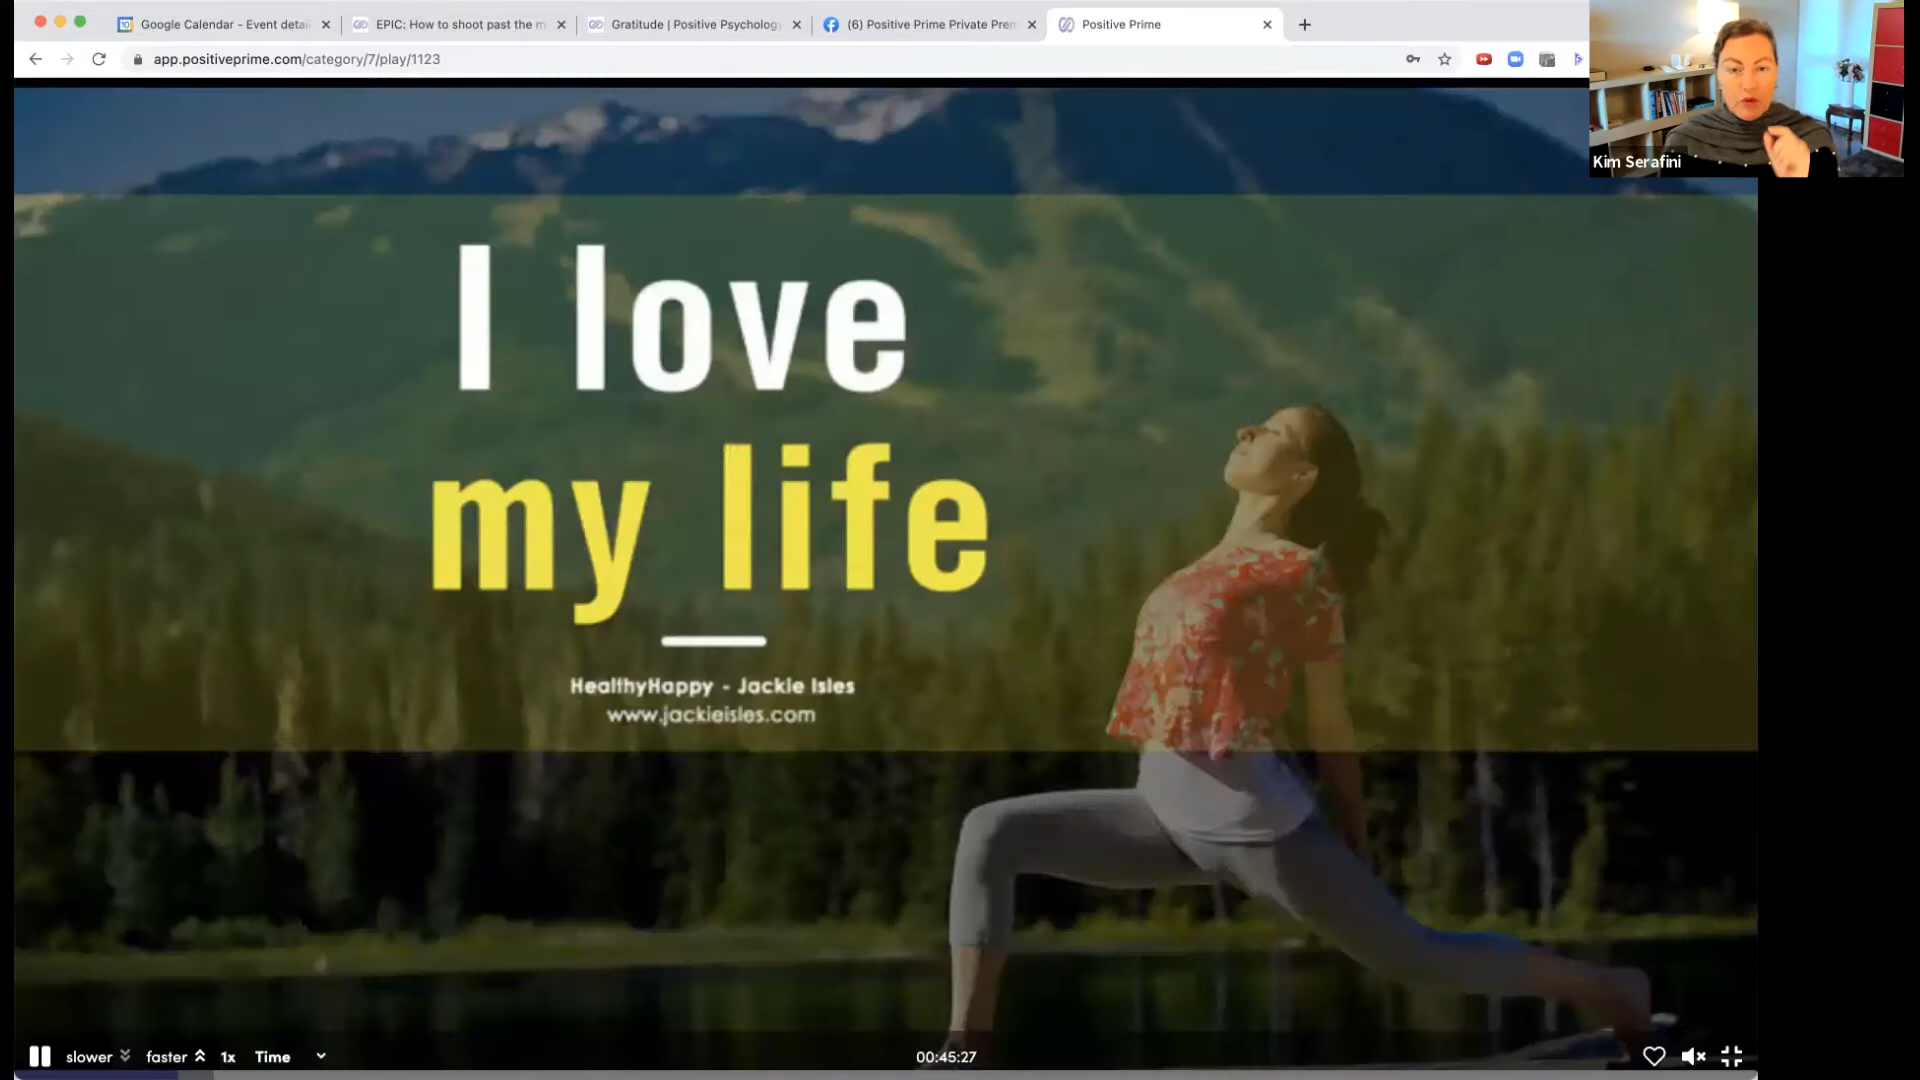 Google Calendar - Event detai
EPIC: How to shoot past the m
Gratitude | Positive Psychology
(6) Positive Prime Private Prem
Positive Prime
app.positiveprime.com/category/7/play/1123
Kim Serafini
I love
my life
HealthyHappy - Jackie Isles
www.jackieisles.com
slower
faster
1x
Time
00:45:27